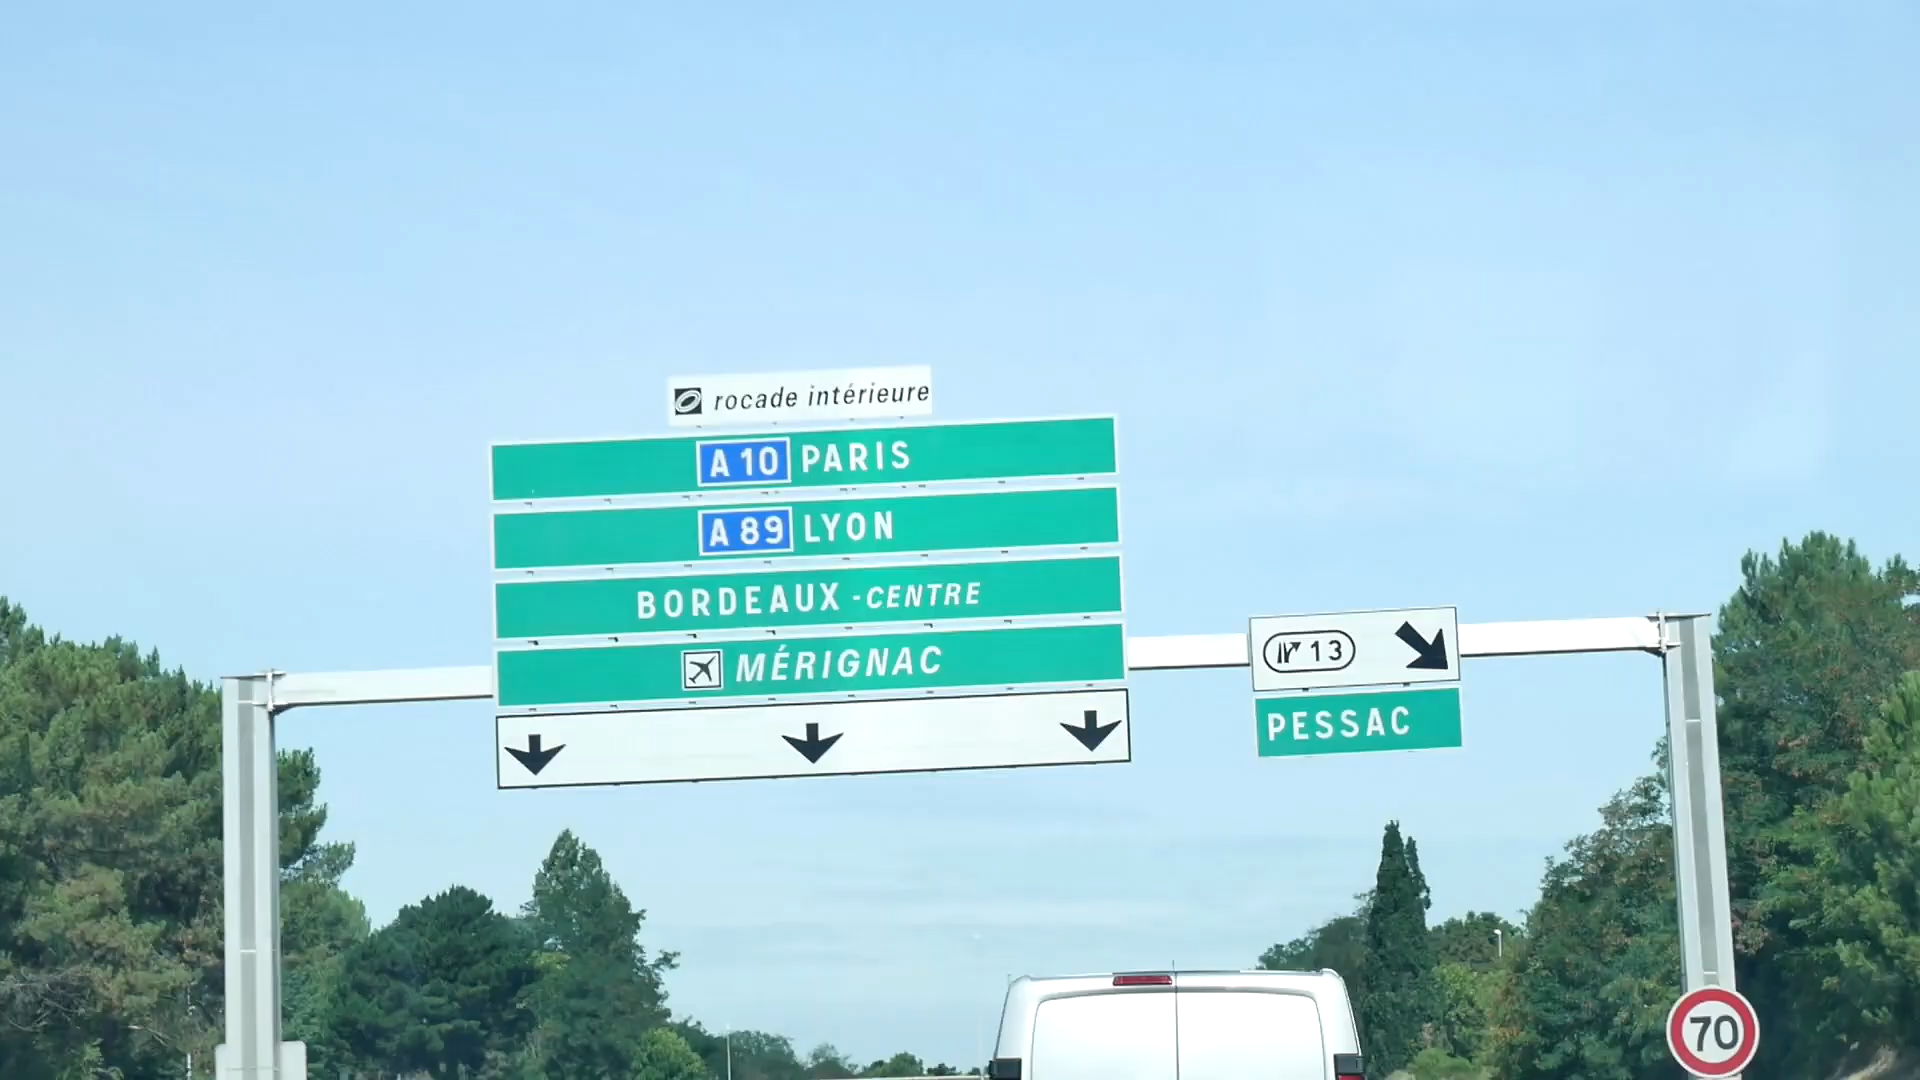 rocade intérieure
A 10 PARIS
A 89 LYON
BORDEAUX - CENTRE
MÉRIGNAC
13
PESSAC
70